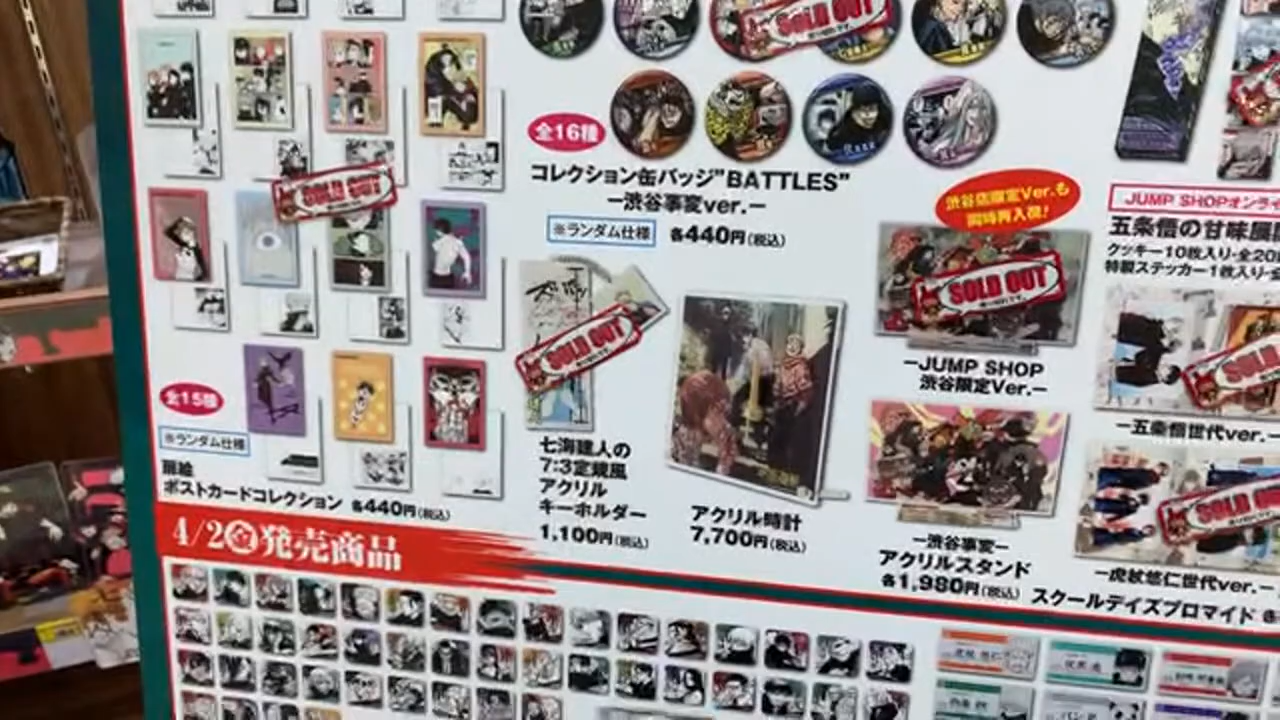 SOLD OUT
全16種
コレクション缶バッジ"BATTLES"
ー渋谷事変ver.ー
※ランダム仕様 各440円(税込)
SOLD OUT
全15種
※ランダム仕様
扉絵
ポストカードコレクション 各440円(税込)
SOLD OUT
七海建人の
7:3定規風
アクリル
キーホルダー
1,100円(税込)
アクリル時計
7,700円(税込)
渋谷店限定Ver.も
同時再入荷!
SOLD OUT
ーJUMP SHOP
渋谷限定Ver.ー
ー渋谷事変ー
アクリルスタンド
各1,980円(税込)
JUMP SHOPオンライ
五条悟の甘味展
クッキー10枚入り・全20
特製ステッカー1枚入り・全
SOLD
ー五条悟世代ver.ー
SOLD OUT
ー虎杖悠仁世代ver.ー
スクールデイズブロマイド
4/2㊎発売商品